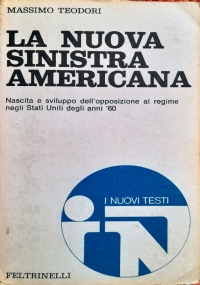 MASSIMO TEODORI
LA NUOVA
SINISTRA
AMERICANA
Nascita e sviluppo dell'opposizione al regime
negli Stati Uniti degli anni '60
I NUOVI TESTI
FELTRINELLI